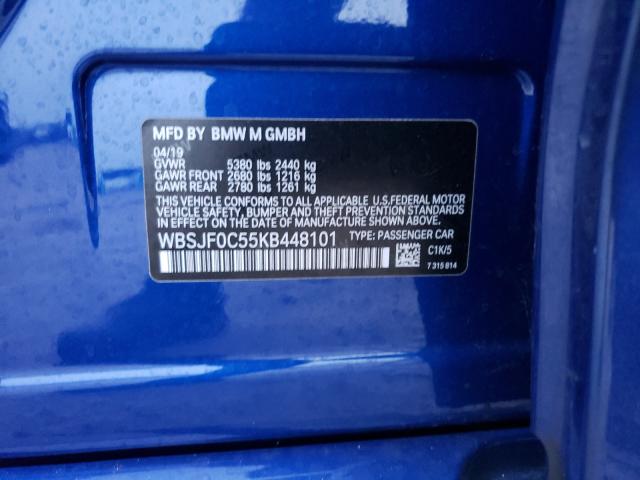 MFD BY BMW M GMBH
04/19
GVWR 5380 lbs 2440 kg
GAWR FRONT 2680 lbs 1216 kg
GAWR REAR 2780 lbs 1261 kg
THIS VEHICLE CONFORMS TO ALL APPLICABLE U.S.FEDERAL MOTOR
VEHICLE SAFETY, BUMPER, AND THEFT PREVENTION STANDARDS
IN EFFECT ON THE DATE OF MANUFACTURE SHOWN ABOVE.
WBSJF0C55KB448101 TYPE: PASSENGER CAR
C1K/5
7 315 814